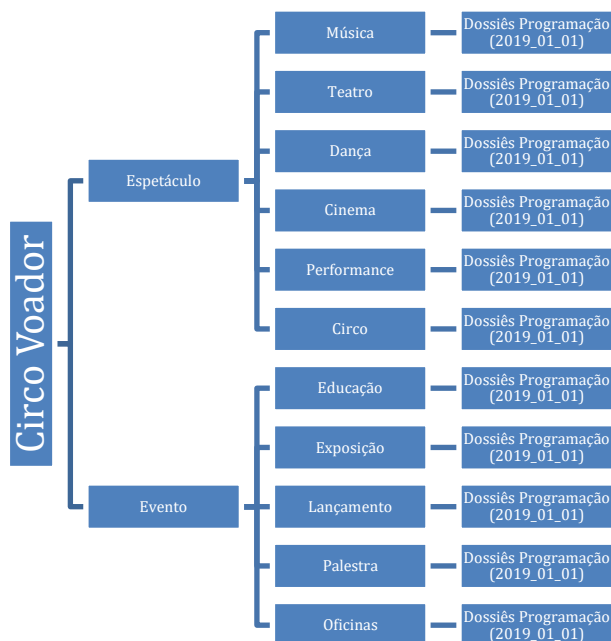 Circo Voador
Espetáculo
Música
Dossiês Programação
(2019_01_01)
Teatro
Dossiês Programação
(2019_01_01)
Dança
Dossiês Programação
(2019_01_01)
Cinema
Dossiês Programação
(2019_01_01)
Performance
Dossiês Programação
(2019_01_01)
Circo
Dossiês Programação
(2019_01_01)
Evento
Educação
Dossiês Programação
(2019_01_01)
Exposição
Dossiês Programação
(2019_01_01)
Lançamento
Dossiês Programação
(2019_01_01)
Palestra
Dossiês Programação
(2019_01_01)
Oficinas
Dossiês Programação
(2019_01_01)